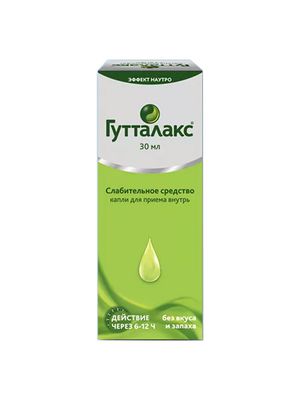 ЭФФЕКТ НАУТРО
Гутталакс®
30 мл
Слабительное средство
капли для приема внутрь
ДЕЙСТВИЕ
ЧЕРЕЗ 6-12 Ч
без вкуса
и запаха